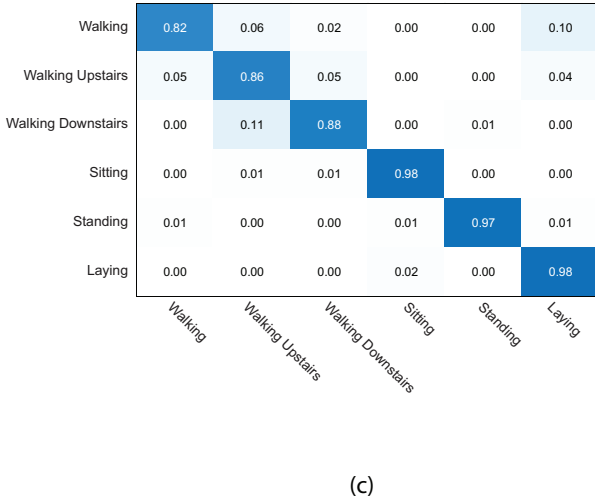 Walking 0.82 0.06 0.02 0.00 0.00 0.10
Walking Upstairs 0.05 0.86 0.05 0.00 0.00 0.04
Walking Downstairs 0.00 0.11 0.88 0.00 0.01 0.00
Sitting 0.00 0.01 0.01 0.98 0.00 0.00
Standing 0.01 0.00 0.00 0.01 0.97 0.01
Laying 0.00 0.00 0.00 0.02 0.00 0.98
Walking
Walking Upstairs
Walking Downstairs
Sitting
Standing
Laying
(c)